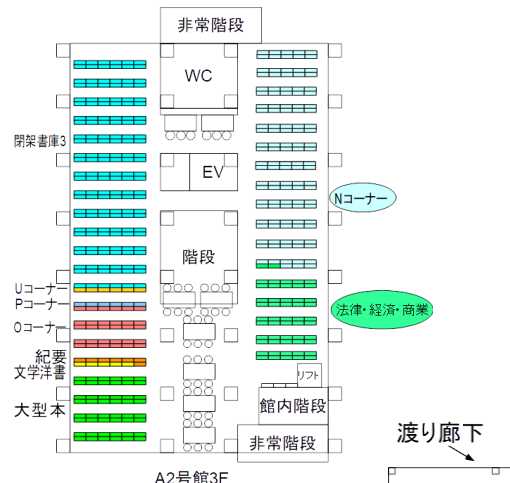 非常階段
WC
閉架書庫3
EV
Nコーナー
階段
Uコーナー
Pコーナー
Oコーナー
法律・経済・商業
紀要
文学洋書
リフト
大型本
館内階段
渡り廊下
非常階段
A2号館3F